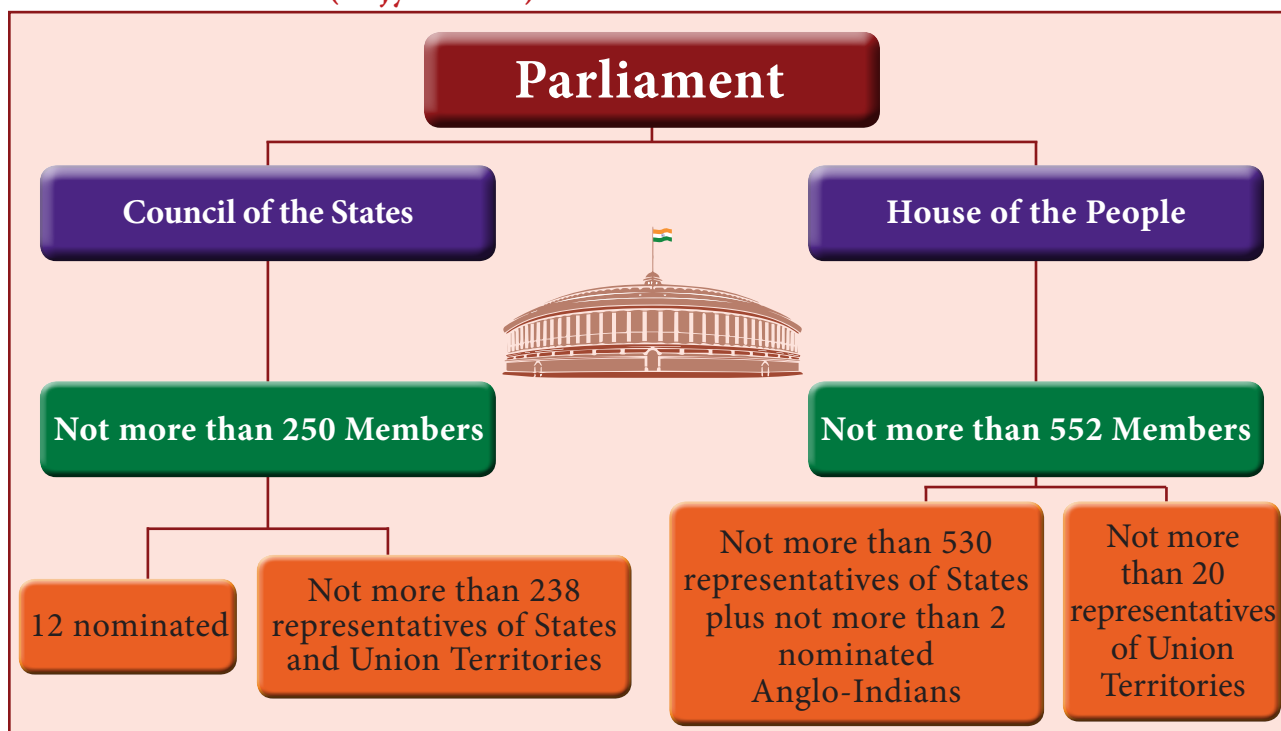 Parliament
Council of the States
House of the People
Not more than 250 Members
Not more than 552 Members
12 nominated
Not more than 238
representatives of States
and Union Territories
Not more than 530
representatives of States
plus not more than 2
nominated
Anglo-Indians
Not more
than 20
representatives
of Union
Territories